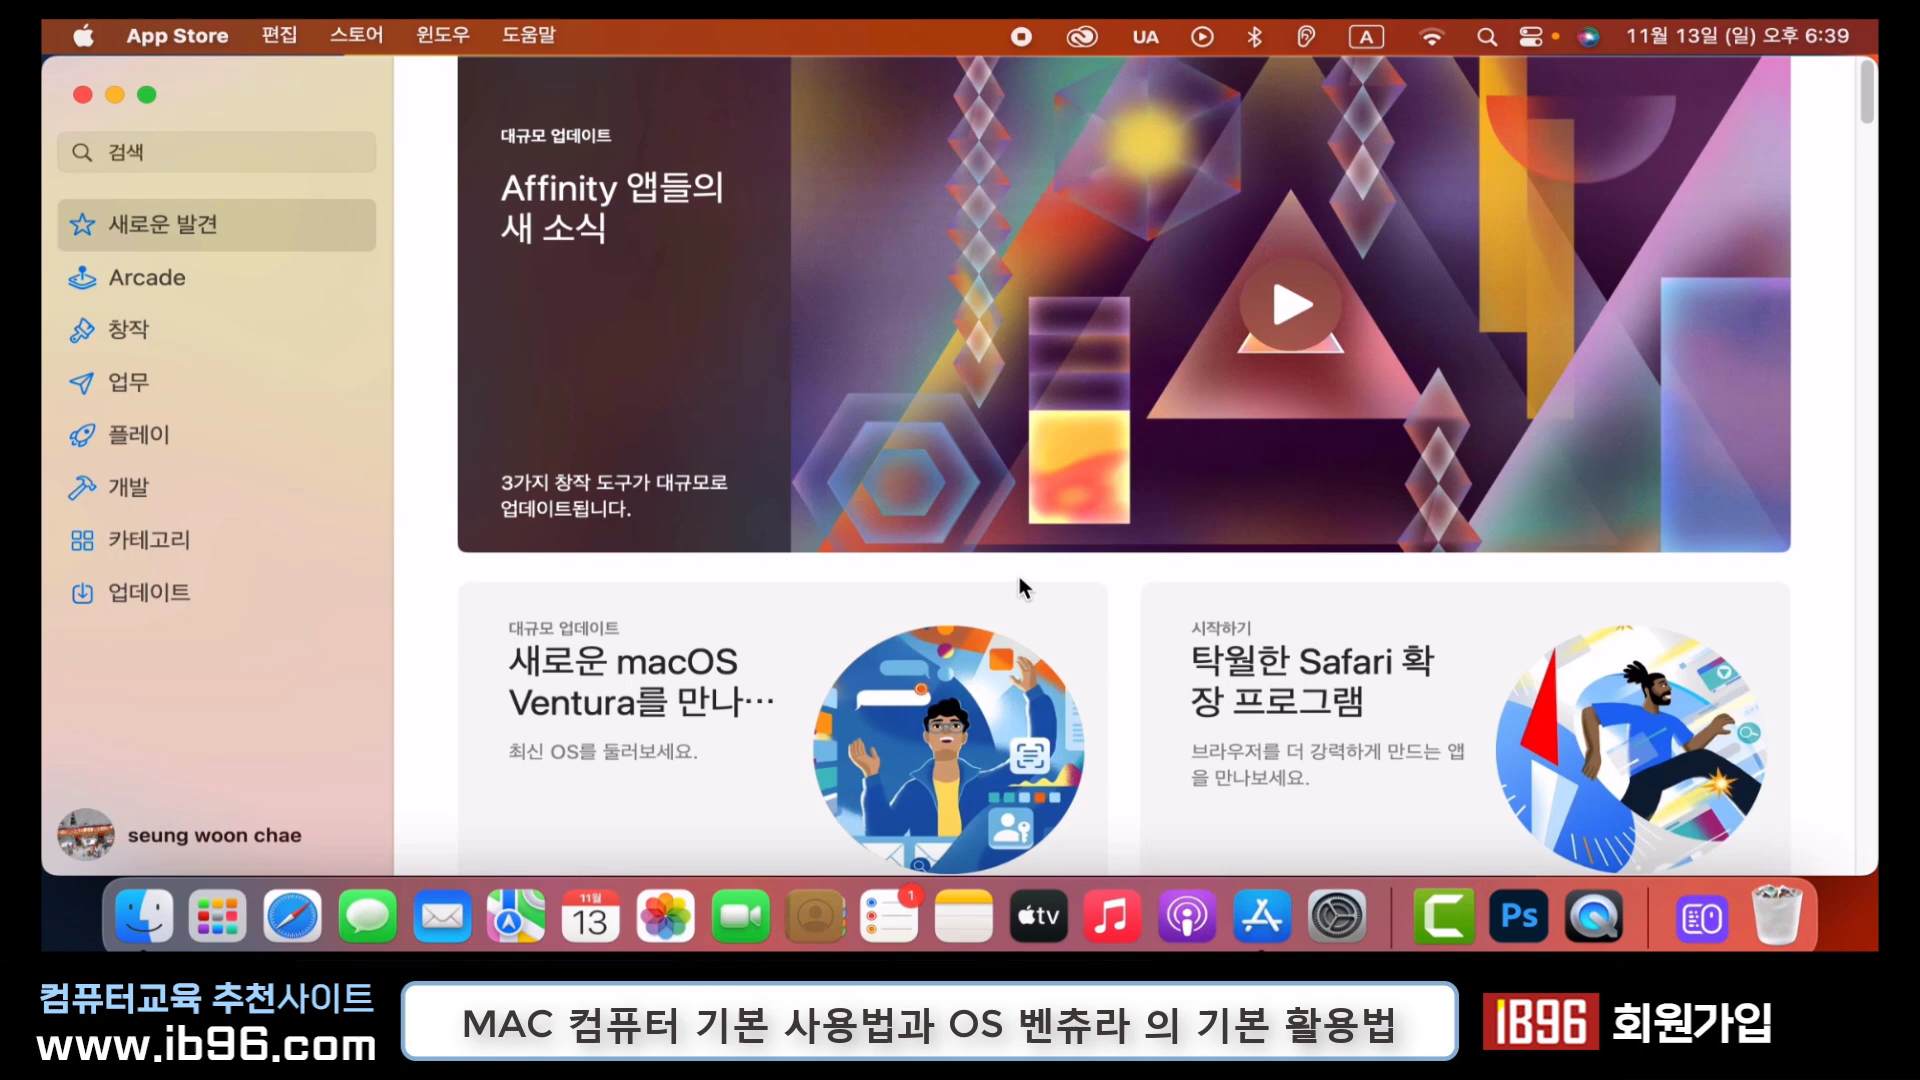 App Store 편집 스토어 윈도우 도움말 UA A 11월 13일 (일) 오후 6:39
검색
새로운 발견
Arcade
창작
업무
플레이
개발
카테고리
업데이트
seung woon chae
대규모 업데이트
Affinity 앱들의
새 소식
3가지 창작 도구가 대규모로
업데이트됩니다.
대규모 업데이트
새로운 macOS
Ventura를 만나…
최신 OS를 둘러보세요.
시작하기
탁월한 Safari 확
장 프로그램
브라우저를 더 강력하게 만드는 앱
을 만나보세요.
11월
13
1
tv
Ps
컴퓨터교육 추천사이트
www.ib96.com
MAC 컴퓨터 기본 사용법과 OS 벤츄라 의 기본 활용법
IB96 회원가입